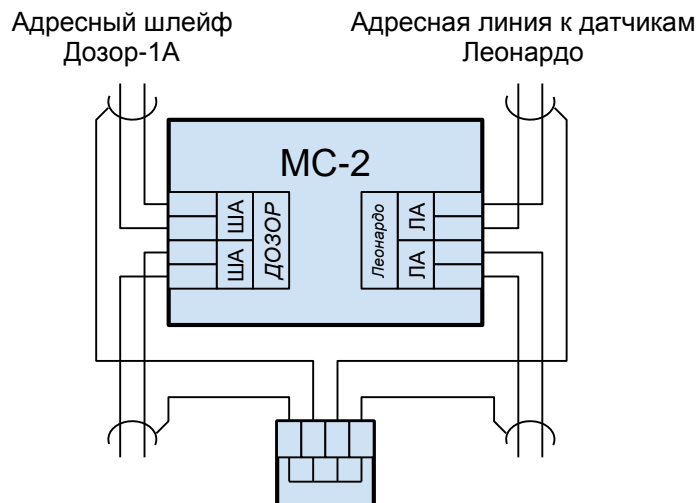 Адресный шлейф
Дозор-1А
Адресная линия к датчикам
Леонардо
МС-2
ША
ША
ДОЗОР
Леонардо
ЛА
ЛА